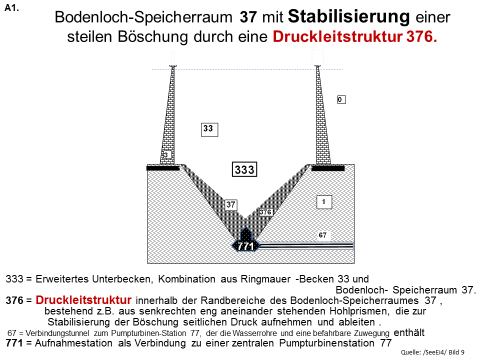 A1.
Bodenloch-Speicherraum 37 mit Stabilisierung einer
steilen Böschung durch eine Druckleitstruktur 376.
0
33
333
37
376
1
67
771
333 = Erweitertes Unterbecken, Kombination aus Ringmauer -Becken 33 und
Bodenloch- Speicherraum 37.
376 = Druckleitstruktur innerhalb der Randbereiche des Bodenloch-Speicherraumes 37 ,
bestehend z.B. aus senkrechten eng aneinander stehenden Hohlprismen, die zur
Stabilisierung der Böschung seitlichen Druck aufnehmen und ableiten .
67 = Verbindungstunnel zum Pumpturbinen-Station 77, der die Wasserrohre und eine befahrbare Zuwegung enthält
771 = Aufnahmestation als Verbindung zu einer zentralen Pumpturbinenstation 77
Quelle: /SeeEi4/ Bild 9